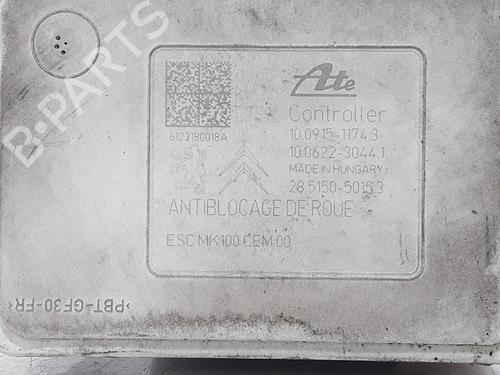 B-PARTS
Ate
Controller
6123180018A
10.0915-1174.3
10.0622-3044.1
MADE IN HUNGARY
28.5150-5015.3
ANTIBLOCAGE DE ROUE
ESC MK100 CEM 00
>PBT-GF30-FR<